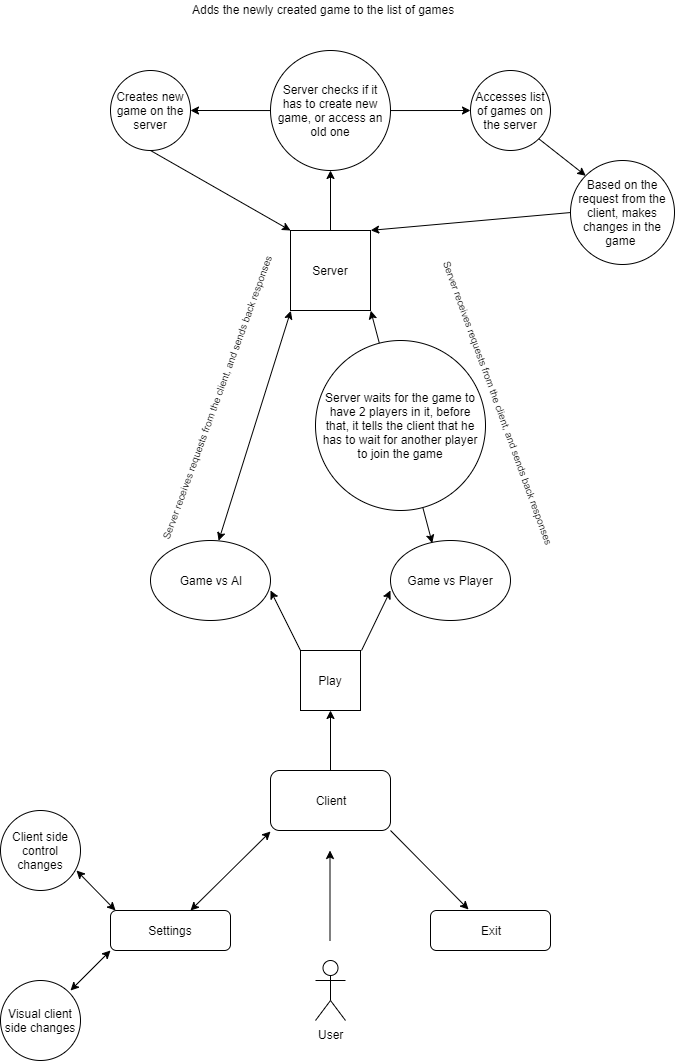 Adds the newly created game to the list of games
Creates new
game on the
server
Server checks if it
has to create new
game, or access an
old one
Accesses list
of games on
the server
Based on the
request from the
client, makes
changes in the
game
Server
Server receives requests from the client, and sends back responses
Server receives requests from the client, and sends back responses
Server waits for the game to
have 2 players in it, before
that, it tells the client that he
has to wait for another player
to join the game
Game vs AI
Game vs Player
Play
Client
Client side
control
changes
Settings
Exit
Visual client
side changes
User